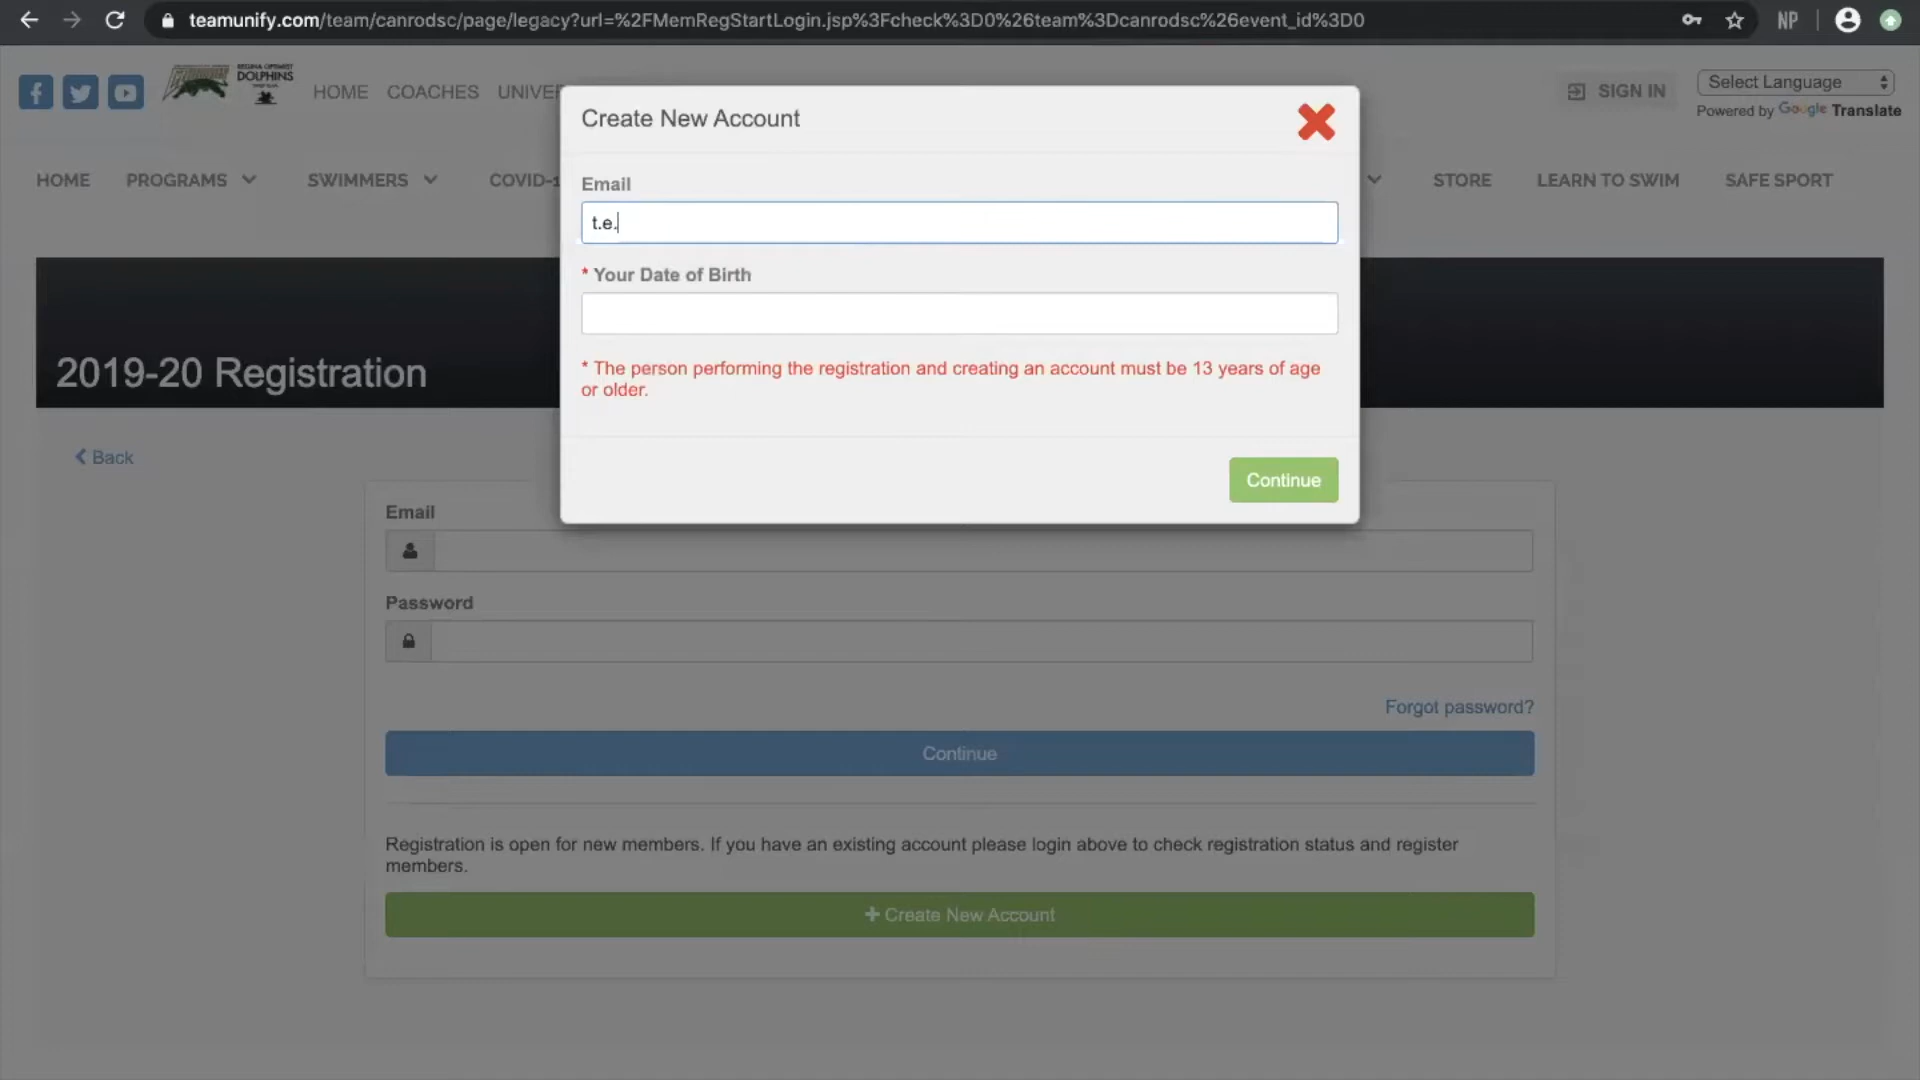 teamunify.com/team/canrodsc/page/legacy?url=%2FMemRegStartLogin.jsp%3Fcheck%3D0%26team%3Dcanrodsc%26event_id%3D0
NP
DOLPHINS
HOME COACHES UNIVE
SIGN IN
Select Language
Powered by Google Translate
Create New Account
Email
t.e.
HOME PROGRAMS SWIMMERS COVID-1
STORE LEARN TO SWIM SAFE SPORT
* Your Date of Birth
* The person performing the registration and creating an account must be 13 years of age
or older.
Continue
2019-20 Registration
Back
Email
Password
Forgot password?
Continue
Registration is open for new members. If you have an existing account please login above to check registration status and register
members.
+ Create New Account